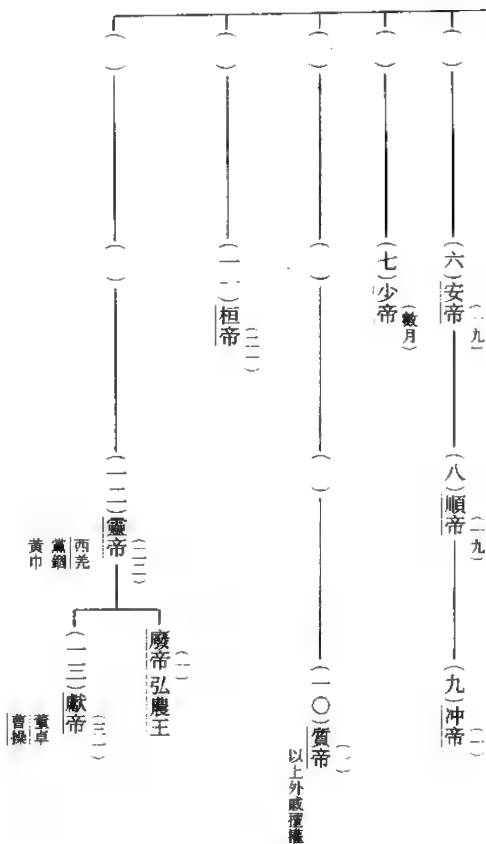 （　）
（六）安帝
（一九）
（八）順帝
（一九）
（九）冲帝
（一）
（　）
（七）少帝
（數月）
（　）
（　）
（　）
（一〇）質帝
（一）
以上外戚擅權
（　）
（一一）桓帝
（二一）
（　）
（　）
（一二）靈帝
（二二）
西羌
黨錮
黃巾
廢帝弘農王
（一）
（一三）獻帝
（三一）
董卓
曹操